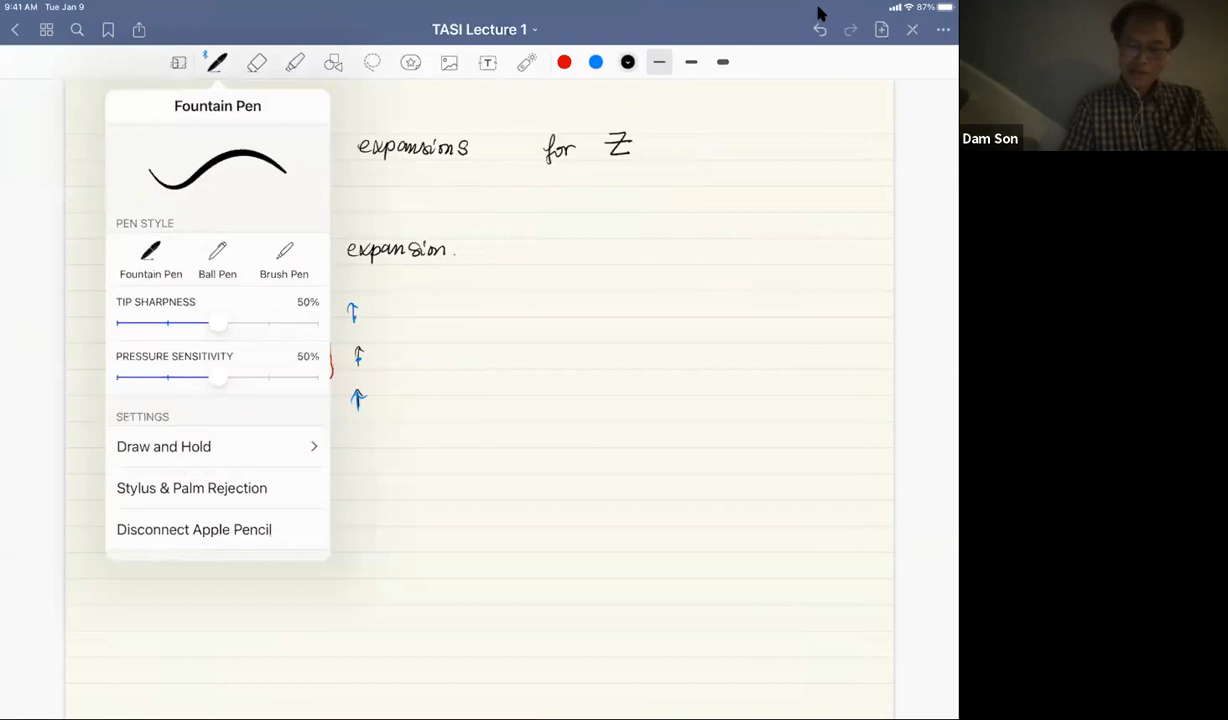 9:41 AM Tue Jan 9
87%
TASI Lecture 1
T
Fountain Pen
expansions for Z
PEN STYLE
expansion.
Fountain Pen Ball Pen Brush Pen
TIP SHARPNESS 50%
PRESSURE SENSITIVITY 50%
SETTINGS
Draw and Hold
Stylus & Palm Rejection
Disconnect Apple Pencil
Dam Son